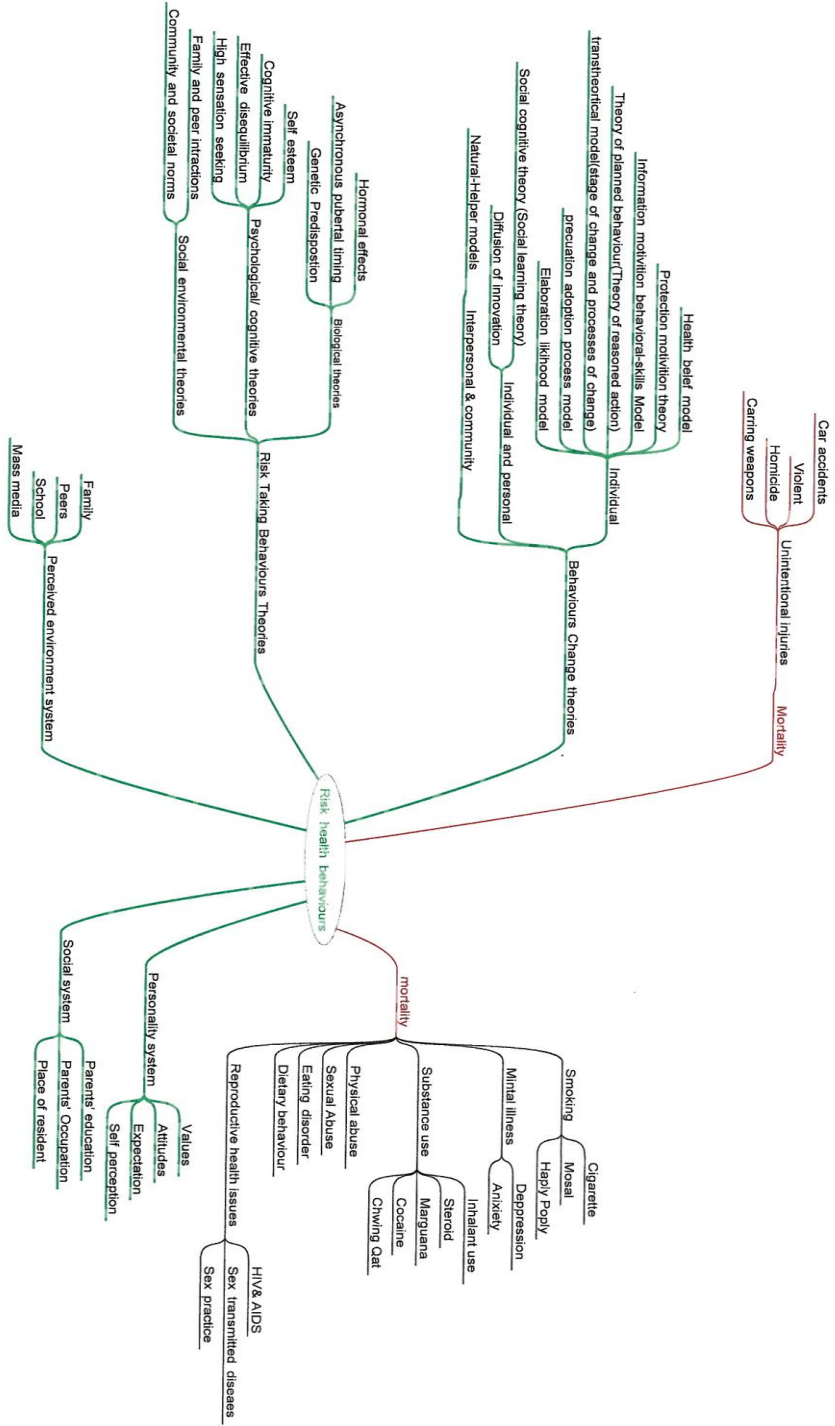 Risk health behaviours
Mortality
Unintentional injuries
Car accidents
Violent
Homicide
Carring weapons
Behaviours Change theories
Individual
Health belef model
Protection motivition theory
Information motivition behavioral-skills Model
Theory of planned behaviour(Theory of reasoned action)
transtheortical model(stage of change and processes of change)
precuation adoption process model
Elaboration likihood model
Individual and personal
Social cognitive theory (Social learning theory)
Diffusion of innovation
Interpersonal & community
Natural-Helper models
Risk Taking Behaviours Theories
Biological theories
Hormonal effects
Asynchronous pubertal timing
Genetic Predispostion
Psychological/ cognitive theories
Self esteem
Cognitive immaturity
Effective disequilibrium
High sensation seeking
Social environmental theories
Family and peer intractions
Community and societal norms
Perceived environment system
Family
Peers
School
Mass media
mortality
Smoking
Cigarette
Mosal
Haply Poply
Mintal illness
Deppression
Anixiety
Substance use
Inhalant use
Steroid
Marguana
Cocaine
Chwing Qat
Physical abuse
Sexual Abuse
Eating disorder
Dietary behaviour
Reproductive health issues
HIV& AIDS
Sex transmitted diseaes
Sex practice
Personality system
Values
Attitudes
Expectation
Self perception
Social system
Parents' education
Parents' Occupation
Place of resident